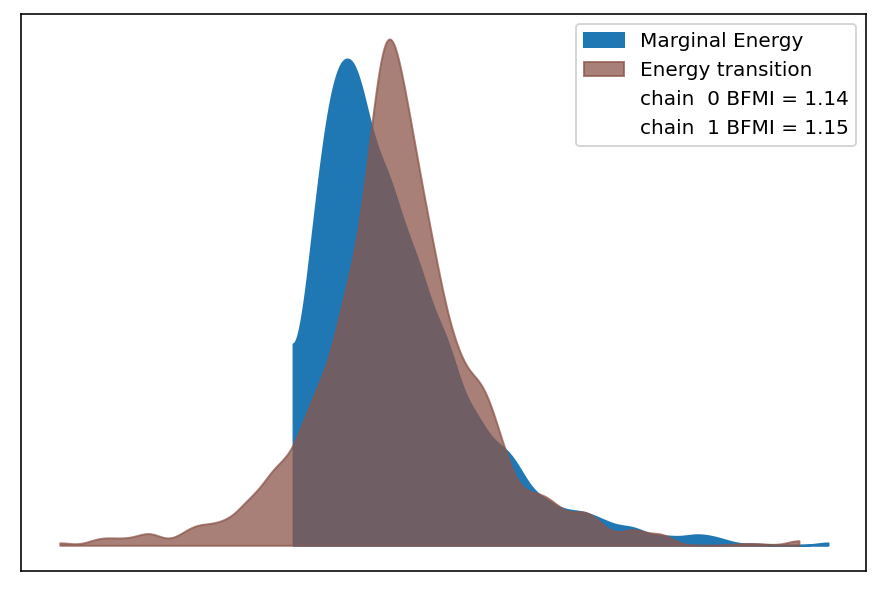 Marginal Energy
Energy transition
chain  0 BFMI = 1.14
chain  1 BFMI = 1.15